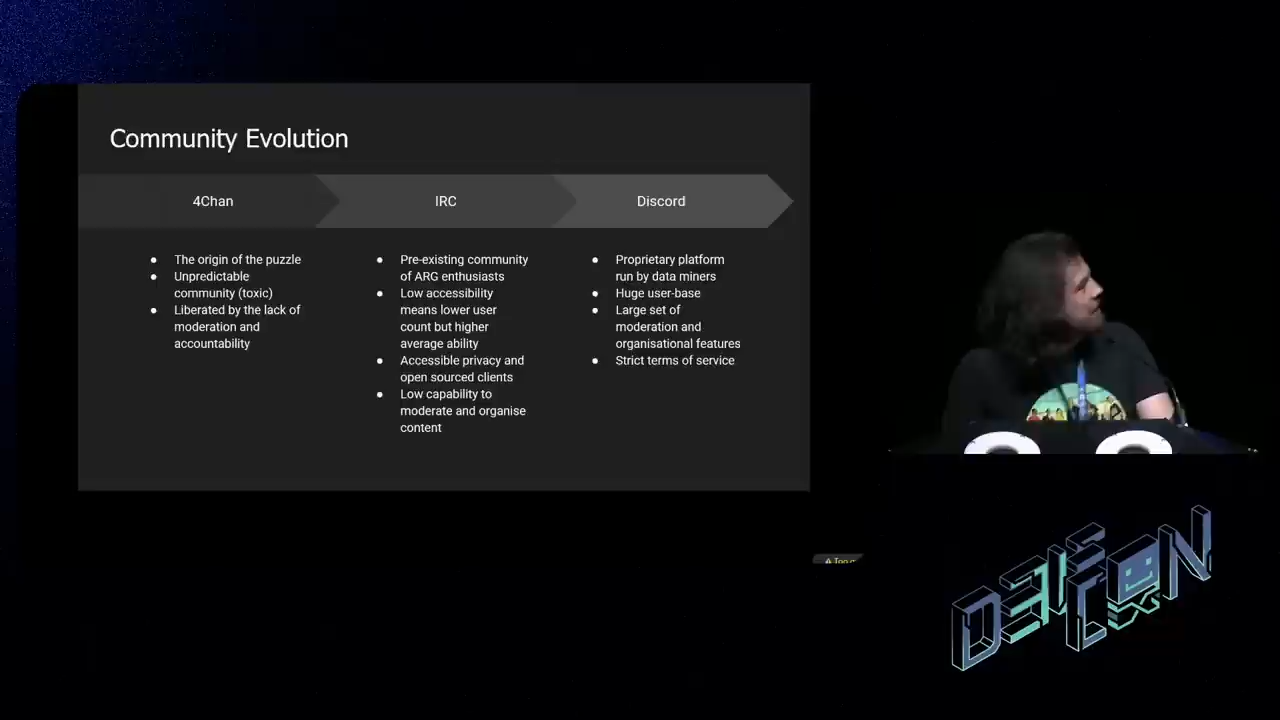 Community Evolution
4Chan
IRC
Discord
● The origin of the puzzle
● Unpredictable
community (toxic)
● Liberated by the lack of
moderation and
accountability
● Pre-existing community
of ARG enthusiasts
● Low accessibility
means lower user
count but higher
average ability
● Accessible privacy and
open sourced clients
● Low capability to
moderate and organise
content
● Proprietary platform
run by data miners
● Huge user-base
● Large set of
moderation and
organisational features
● Strict terms of service